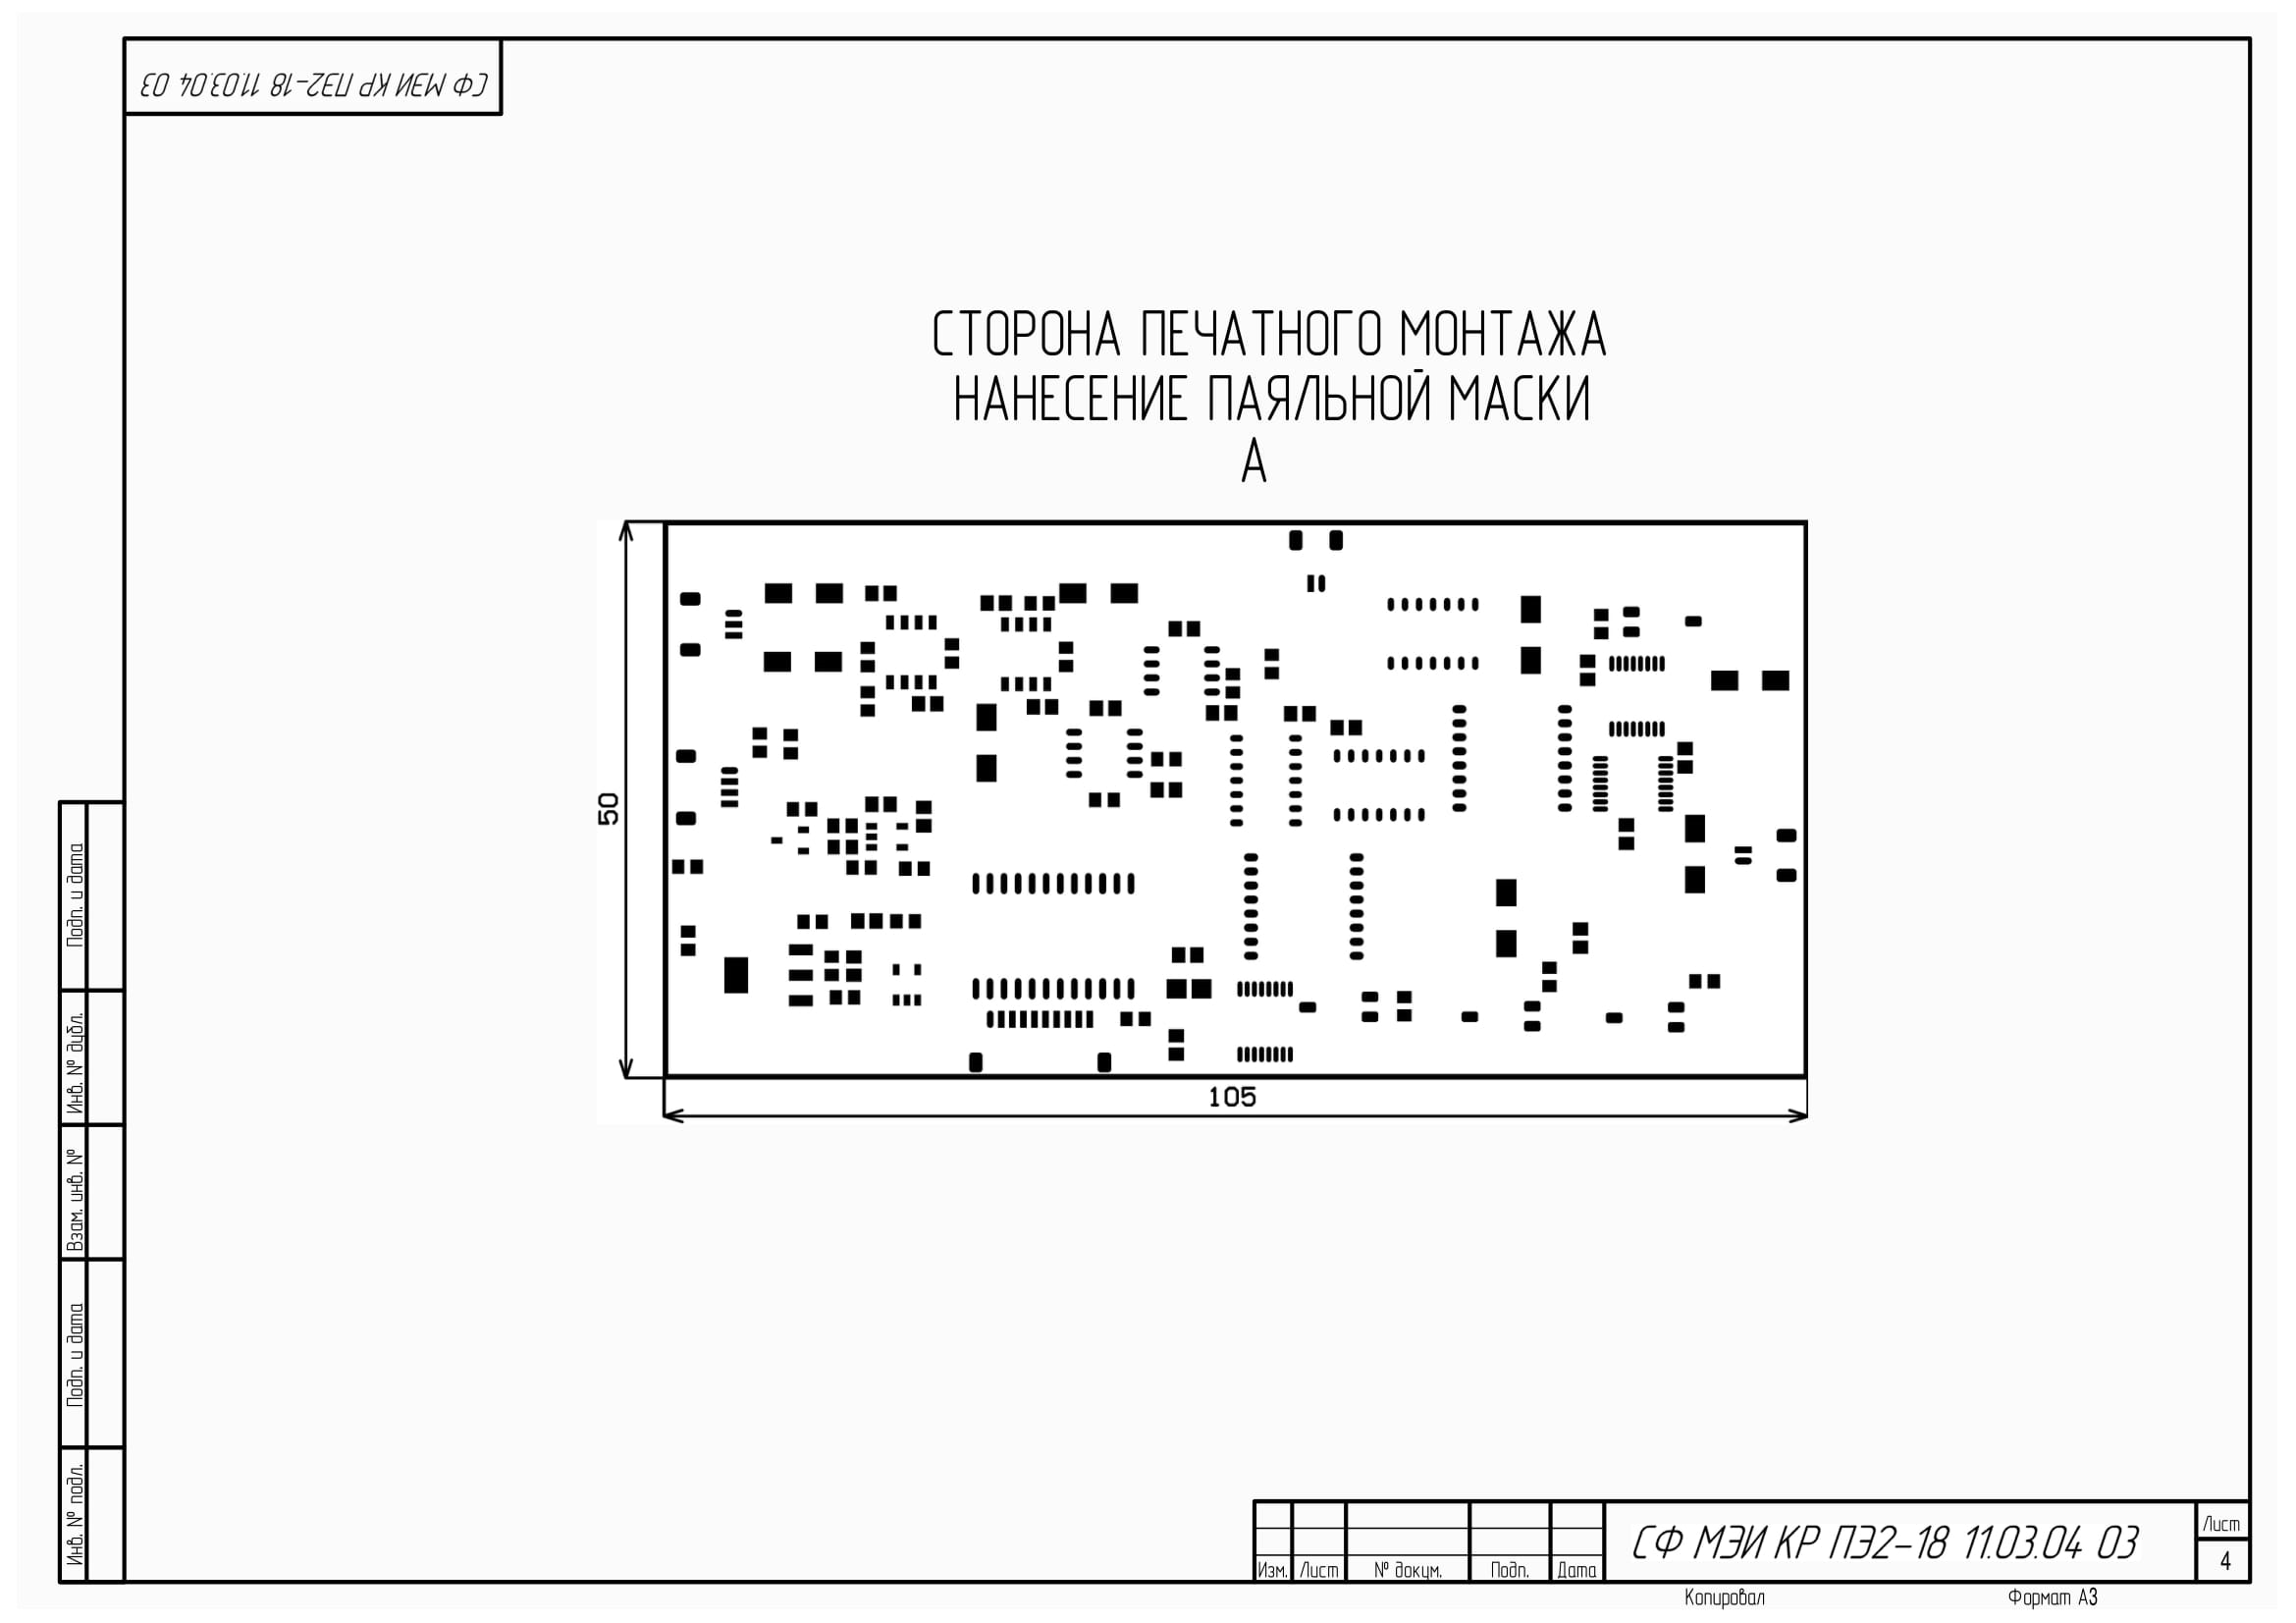 СФ МЭИ КР ПЭ2-18 11.03.04 03
СТОРОНА ПЕЧАТНОГО МОНТАЖА
НАНЕСЕНИЕ ПАЯЛЬНОЙ МАСКИ
А
50
105
Подп. и дата
Инв. № дубл.
Взам. инв. №
Подп. и дата
Инв. № подл.
Изм. Лист № докум. Подп. Дата
СФ МЭИ КР ПЭ2-18 11.03.04 03
Лист
4
Копировал Формат А3